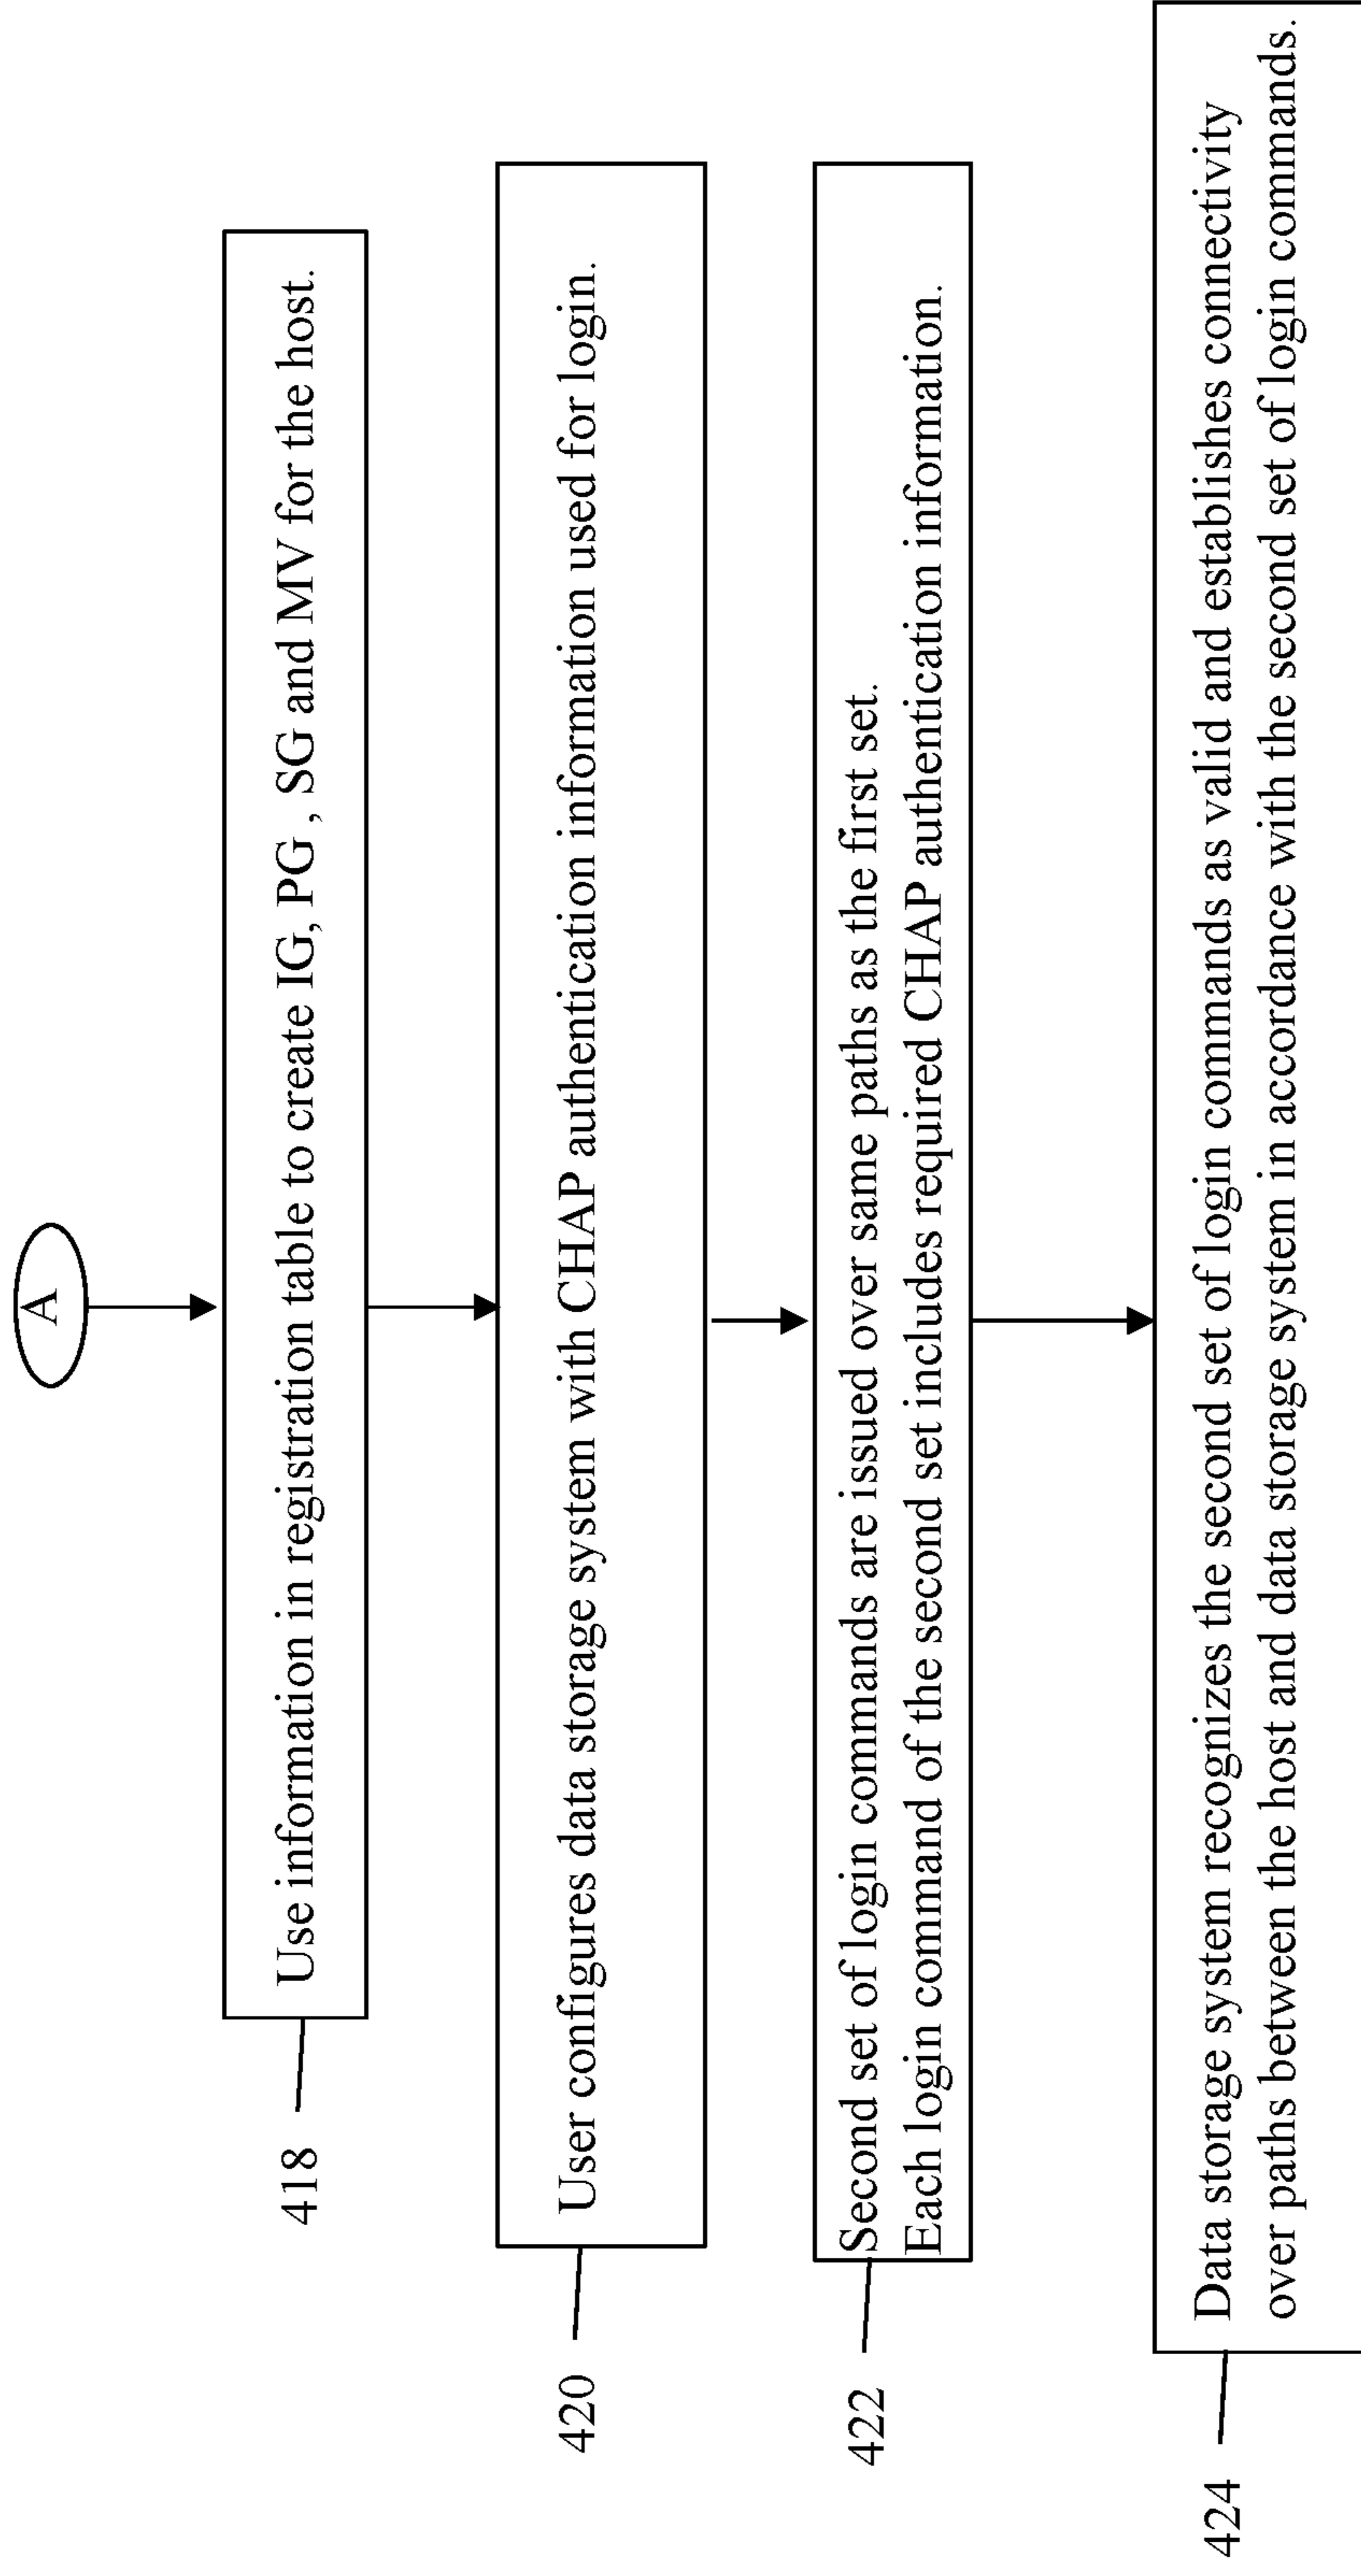 A
418
Use information in registration table to create IG, PG , SG and MV for the host.
420
User configures data storage system with CHAP authentication information used for login.
422
Second set of login commands are issued over same paths as the first set.
Each login command of the second set includes required CHAP authentication information.
424
Data storage system recognizes the second set of login commands as valid and establishes connectivity
over paths between the host and data storage system in accordance with the second set of login commands.